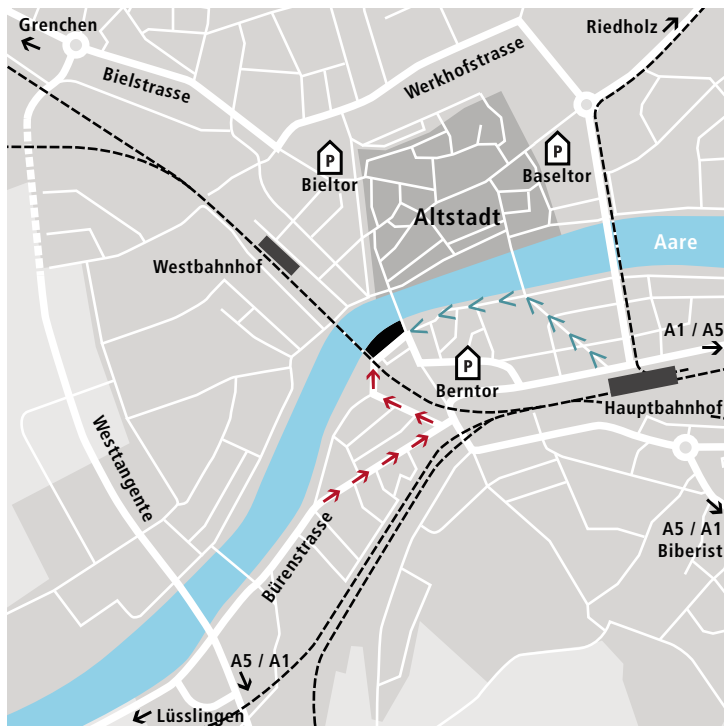 Grenchen
Riedholz
Bielstrasse
Werkhofstrasse
P
Bieltor
P
Baseltor
Altstadt
Westbahnhof
Aare
A1 / A5
P
Berntor
Hauptbahnhof
Westtangente
Bürenstrasse
A5 / A1
Biberist
A5 / A1
Lüsslingen